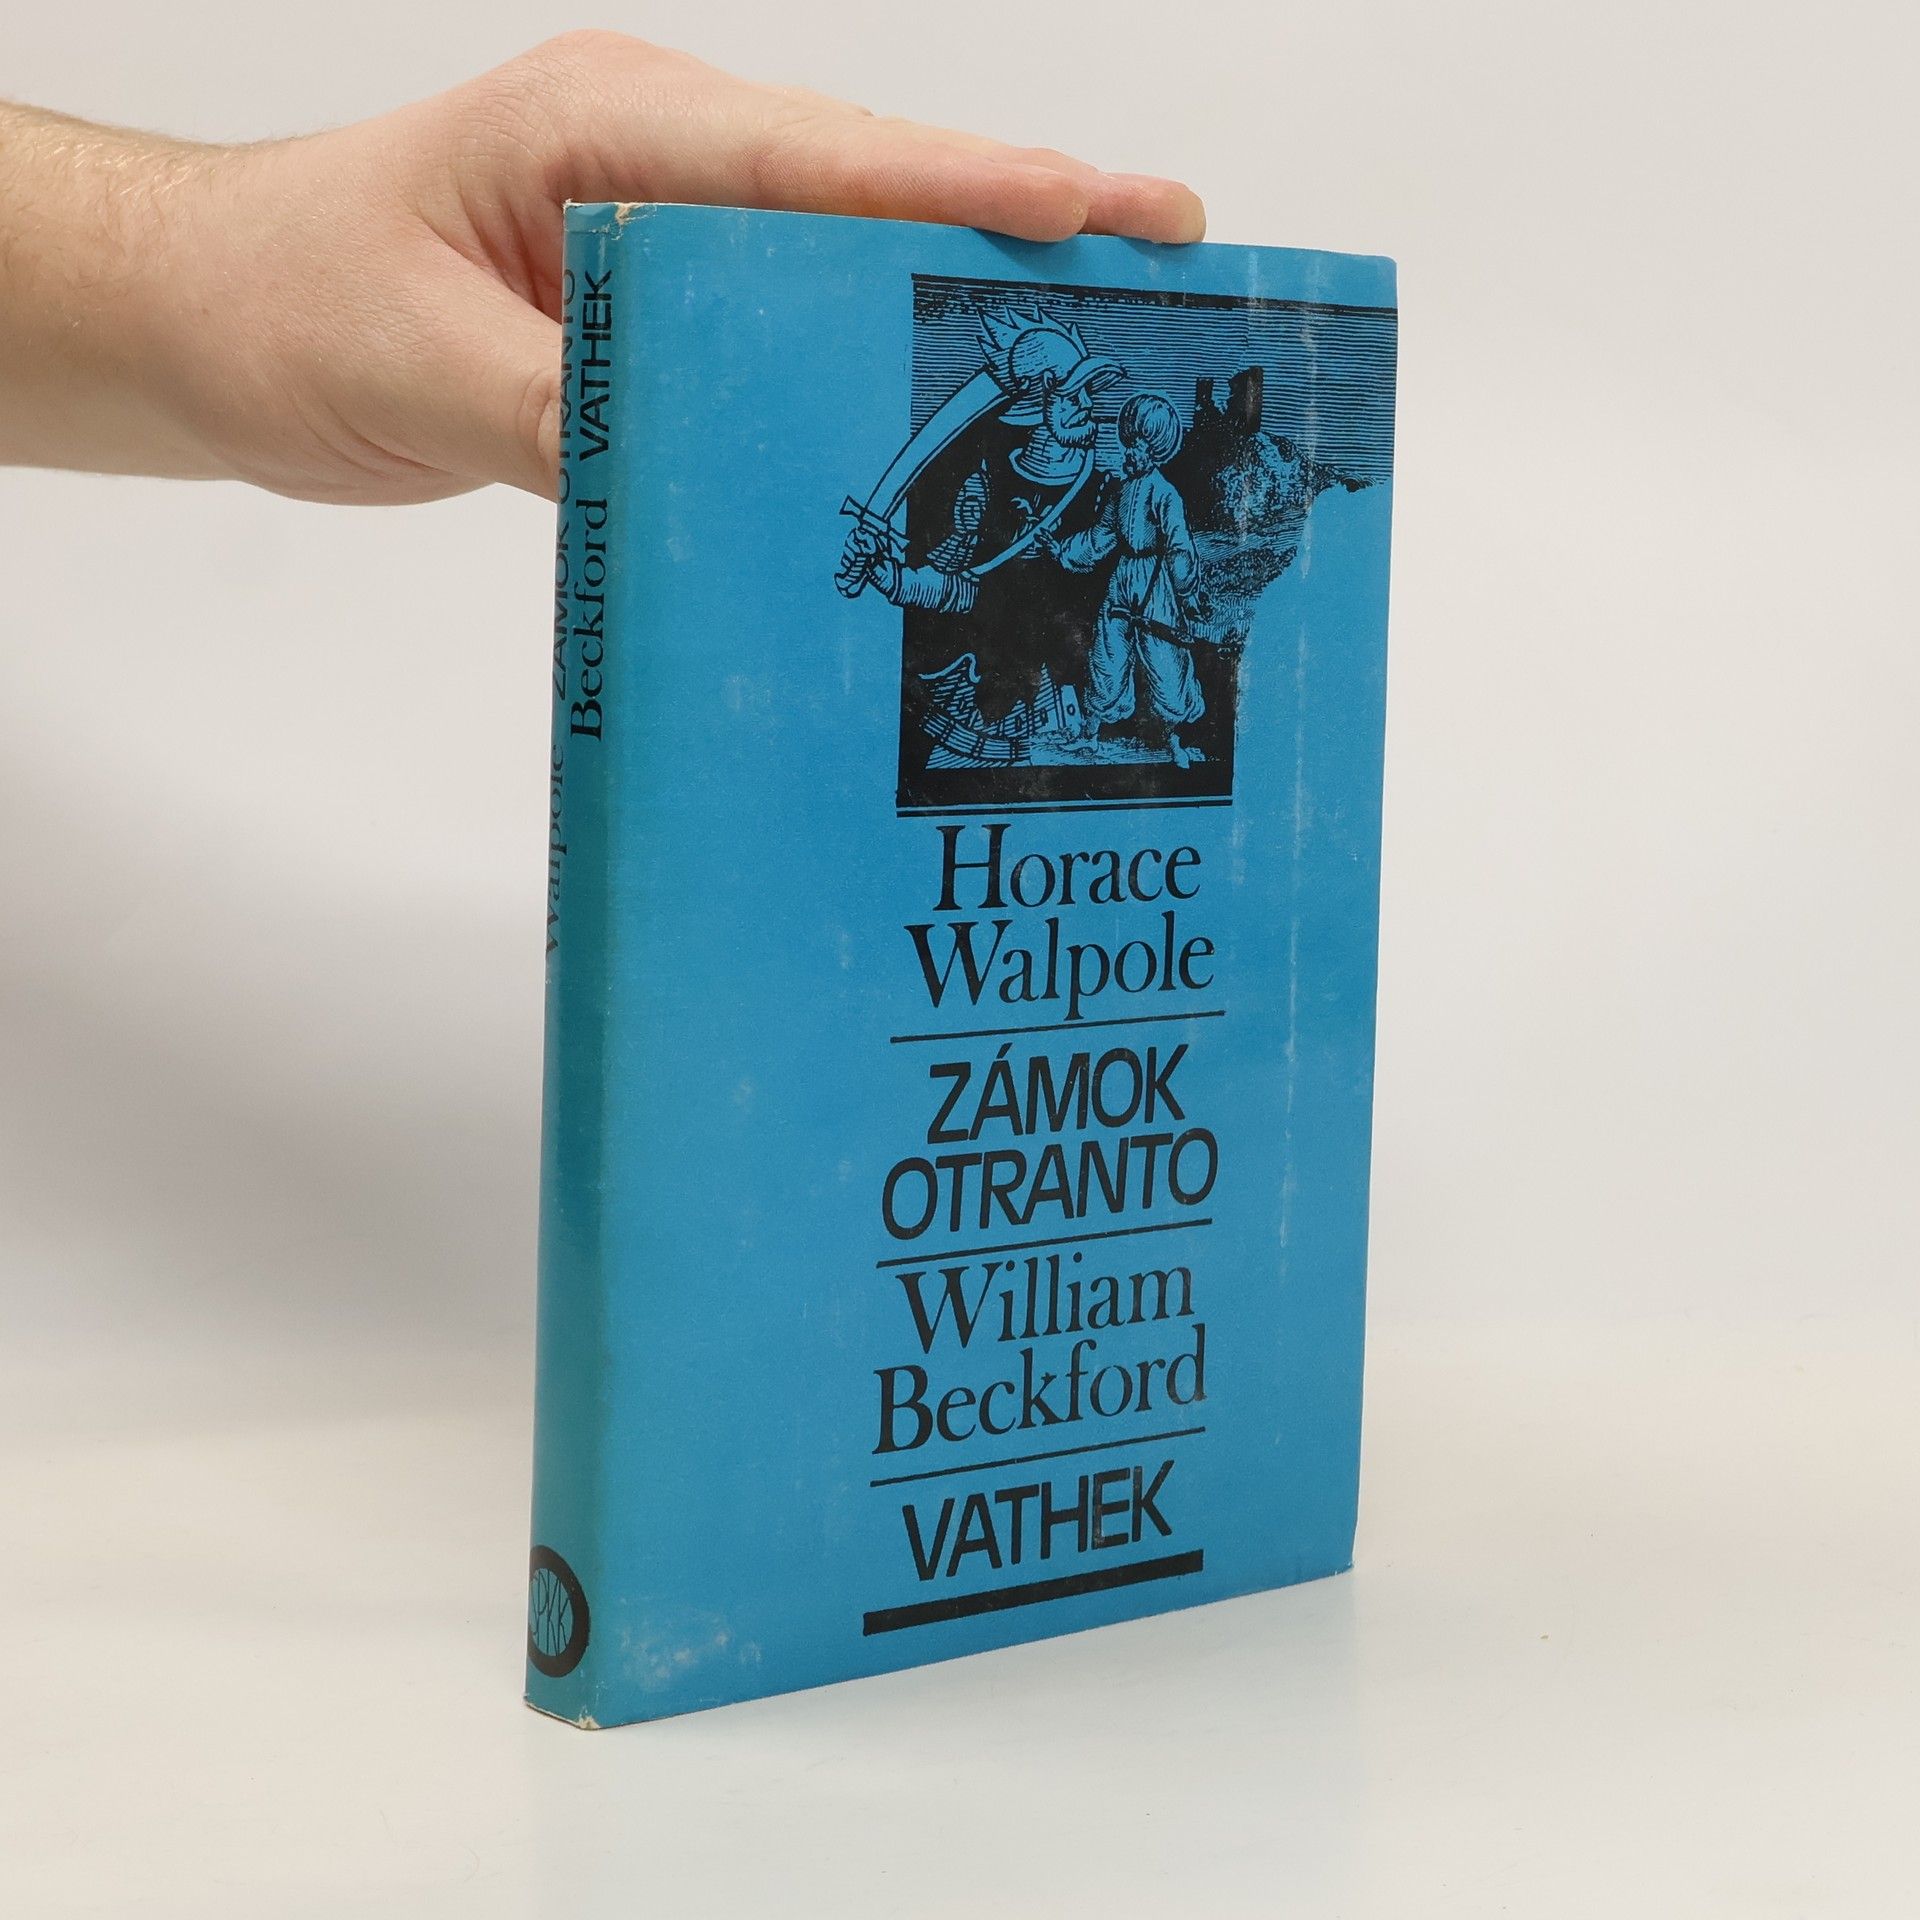 Walpole ZÁMOK OTRANTO
Beckford VATHEK
SPKK
Horace
Walpole
ZÁMOK
OTRANTO
William
Beckford
VATHEK